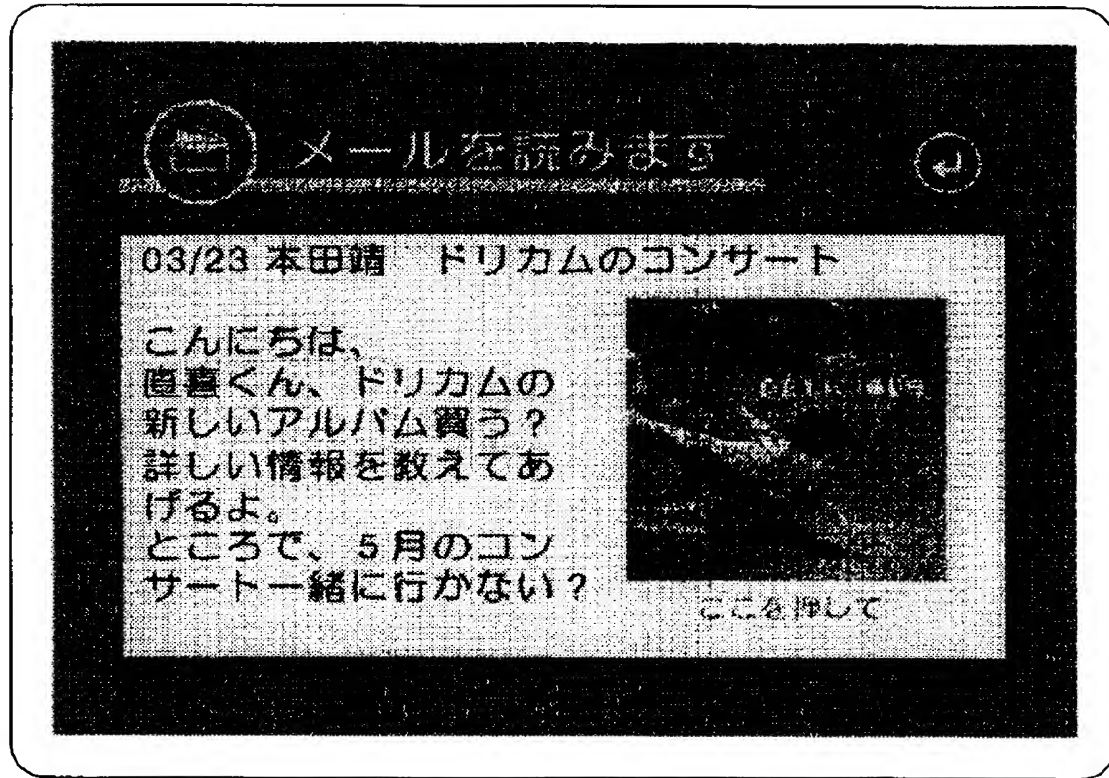 メールを読みます
03/23 本田靖 ドリカムのコンサート
こんにちは、
直直くん、ドリカムの
新しいアルバム買う?
詳しい情報を教えてあ
げるよ。
ところで、5月のコン
サート一緒に行かない?
ここを押して